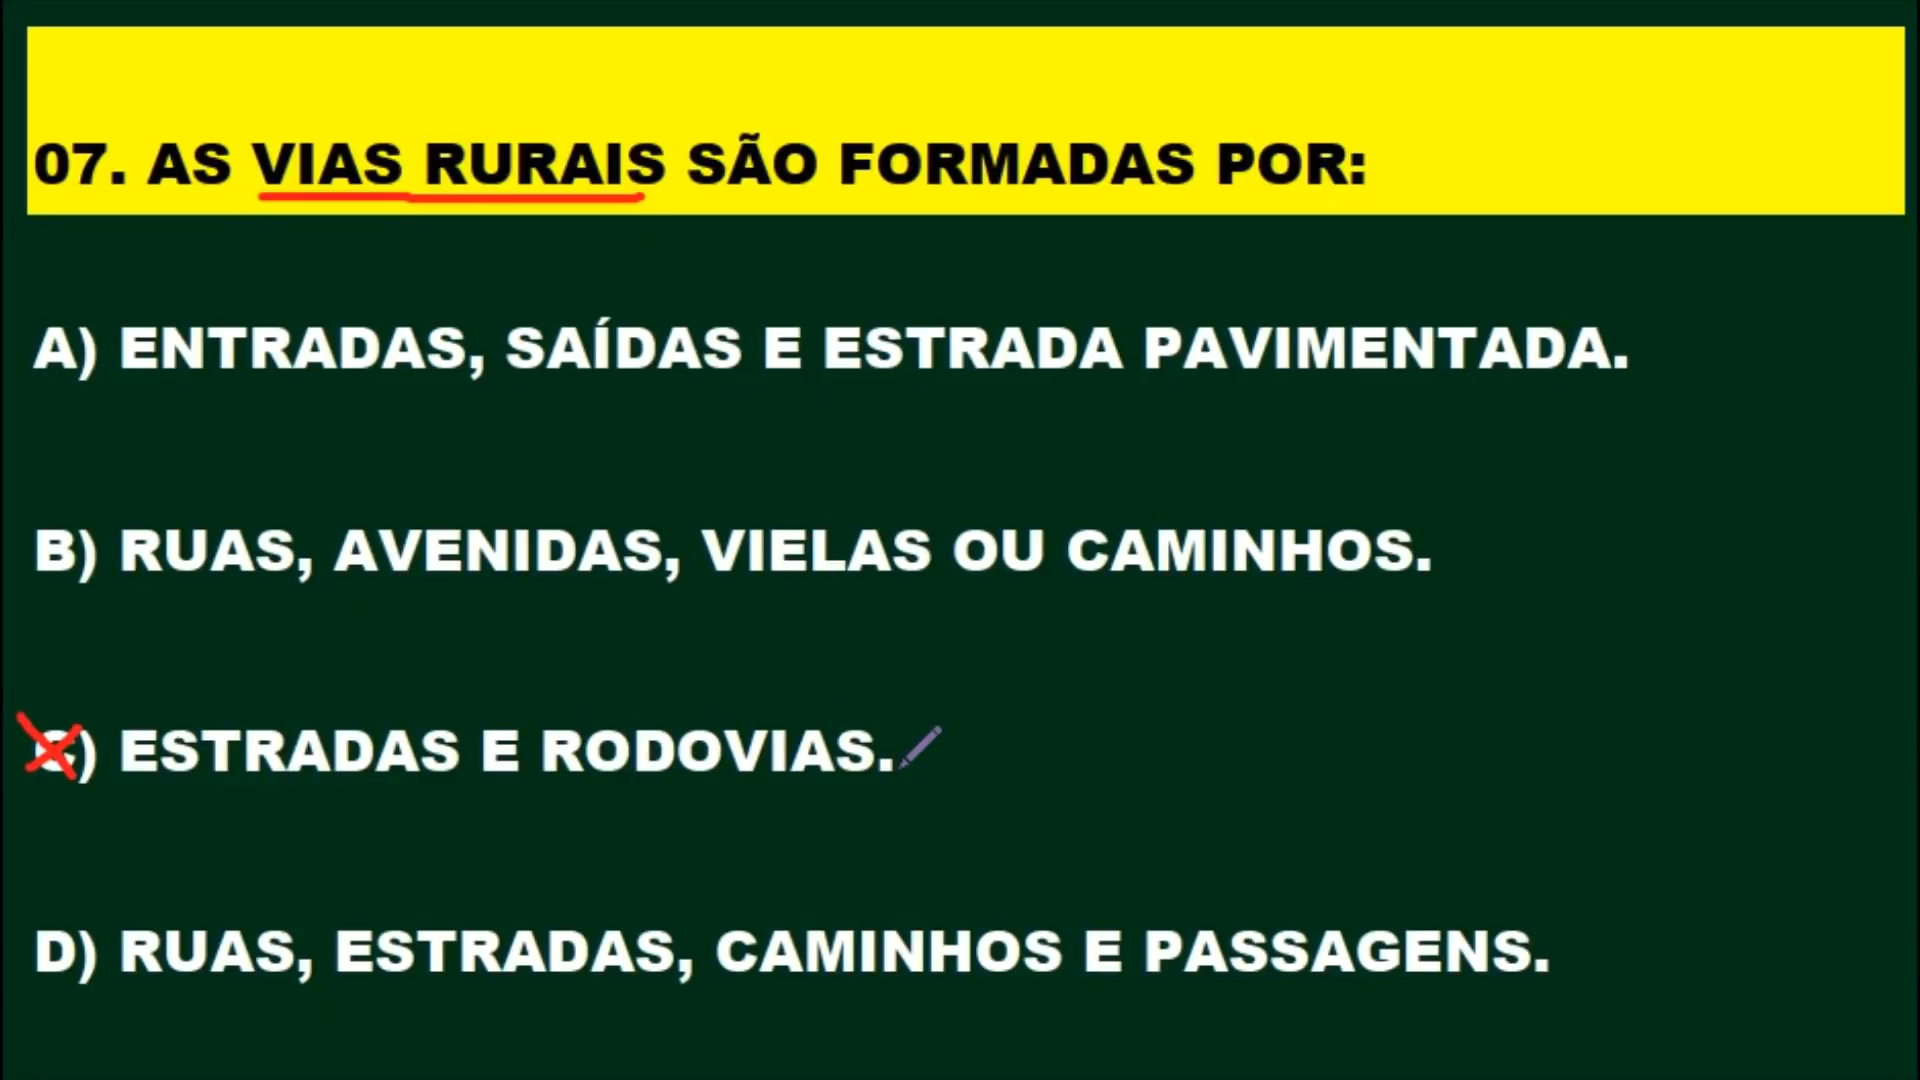 07. AS VIAS RURAIS SÃO FORMADAS POR:
A) ENTRADAS, SAÍDAS E ESTRADA PAVIMENTADA.
B) RUAS, AVENIDAS, VIELAS OU CAMINHOS.
C) ESTRADAS E RODOVIAS.
D) RUAS, ESTRADAS, CAMINHOS E PASSAGENS.